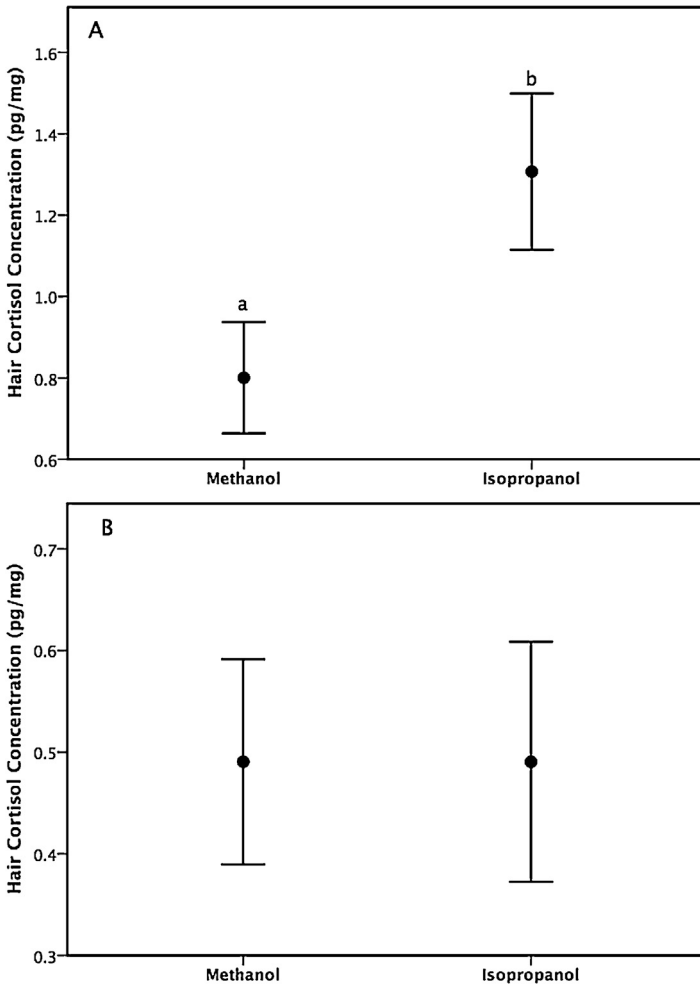 A
Hair Cortisol Concentration (pg/mg)
1.6
b
1.4
1.2
1.0
a
0.8
0.6
Methanol Isopropanol
B
Hair Cortisol Concentration (pg/mg)
0.7
0.6
0.5
0.4
0.3
Methanol Isopropanol